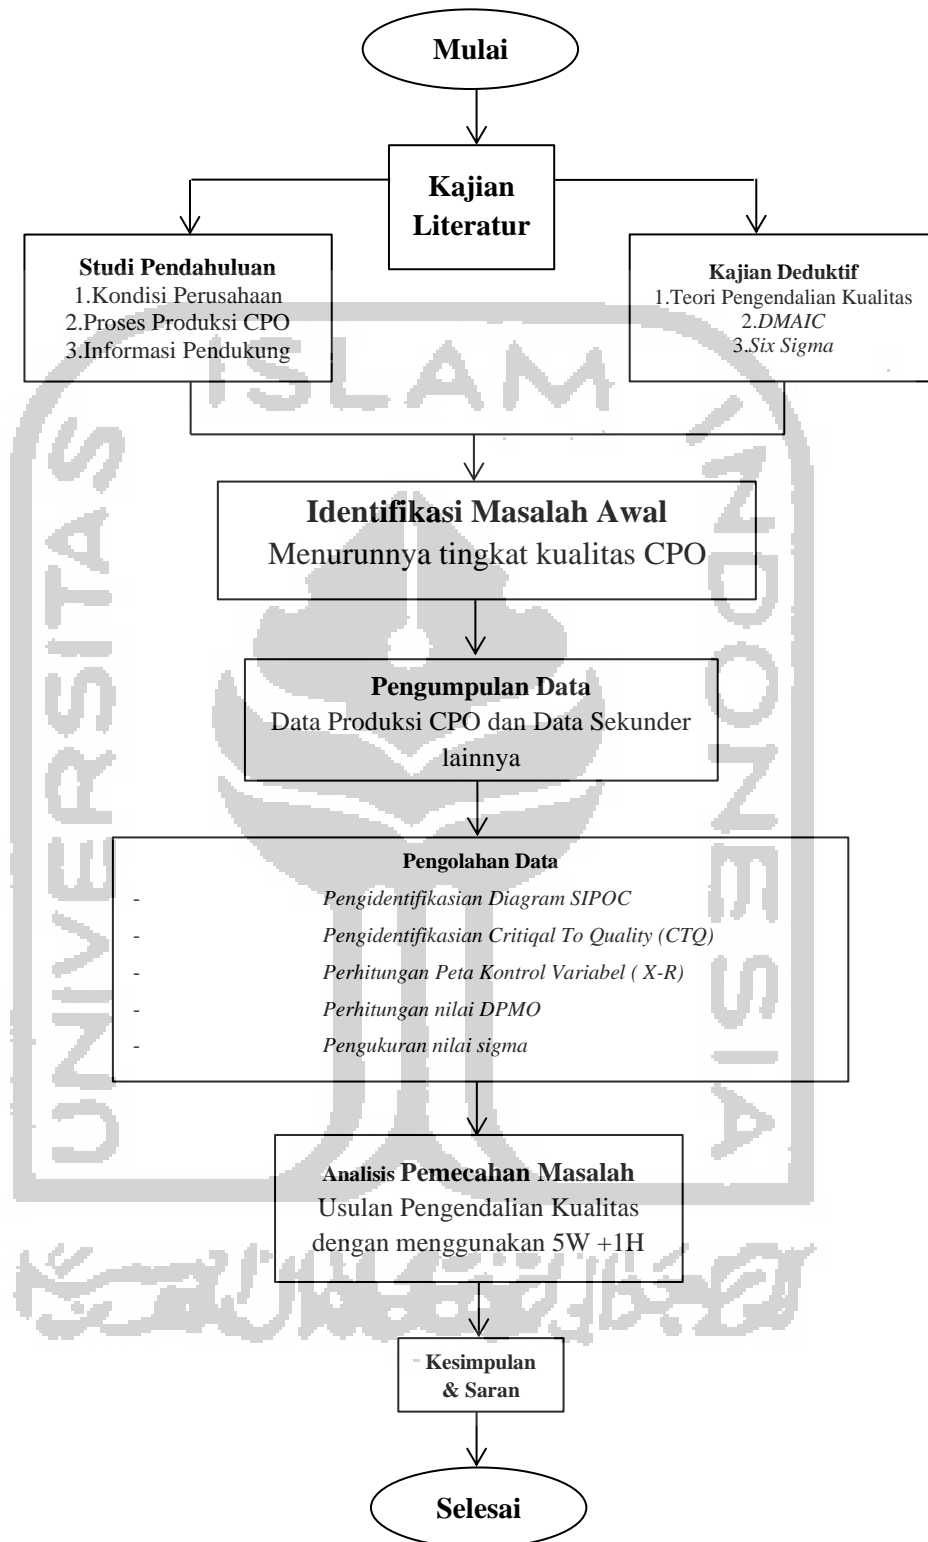 Mulai
Kajian
Literatur
Studi Pendahuluan
1.Kondisi Perusahaan
2.Proses Produksi CPO
3.Informasi Pendukung
Kajian Deduktif
1.Teori Pengendalian Kualitas
2.DMAIC
3.Six Sigma
Identifikasi Masalah Awal
Menurunnya tingkat kualitas CPO
Pengumpulan Data
Data Produksi CPO dan Data Sekunder
lainnya
Pengolahan Data
- Pengidentifikasian Diagram SIPOC
- Pengidentifikasian Critiqal To Quality (CTQ)
- Perhitungan Peta Kontrol Variabel ( X-R)
- Perhitungan nilai DPMO
- Pengukuran nilai sigma
Analisis Pemecahan Masalah
Usulan Pengendalian Kualitas
dengan menggunakan 5W +1H
Kesimpulan
& Saran
Selesai
UNIVERSITAS
ISLAM
INDONESIA